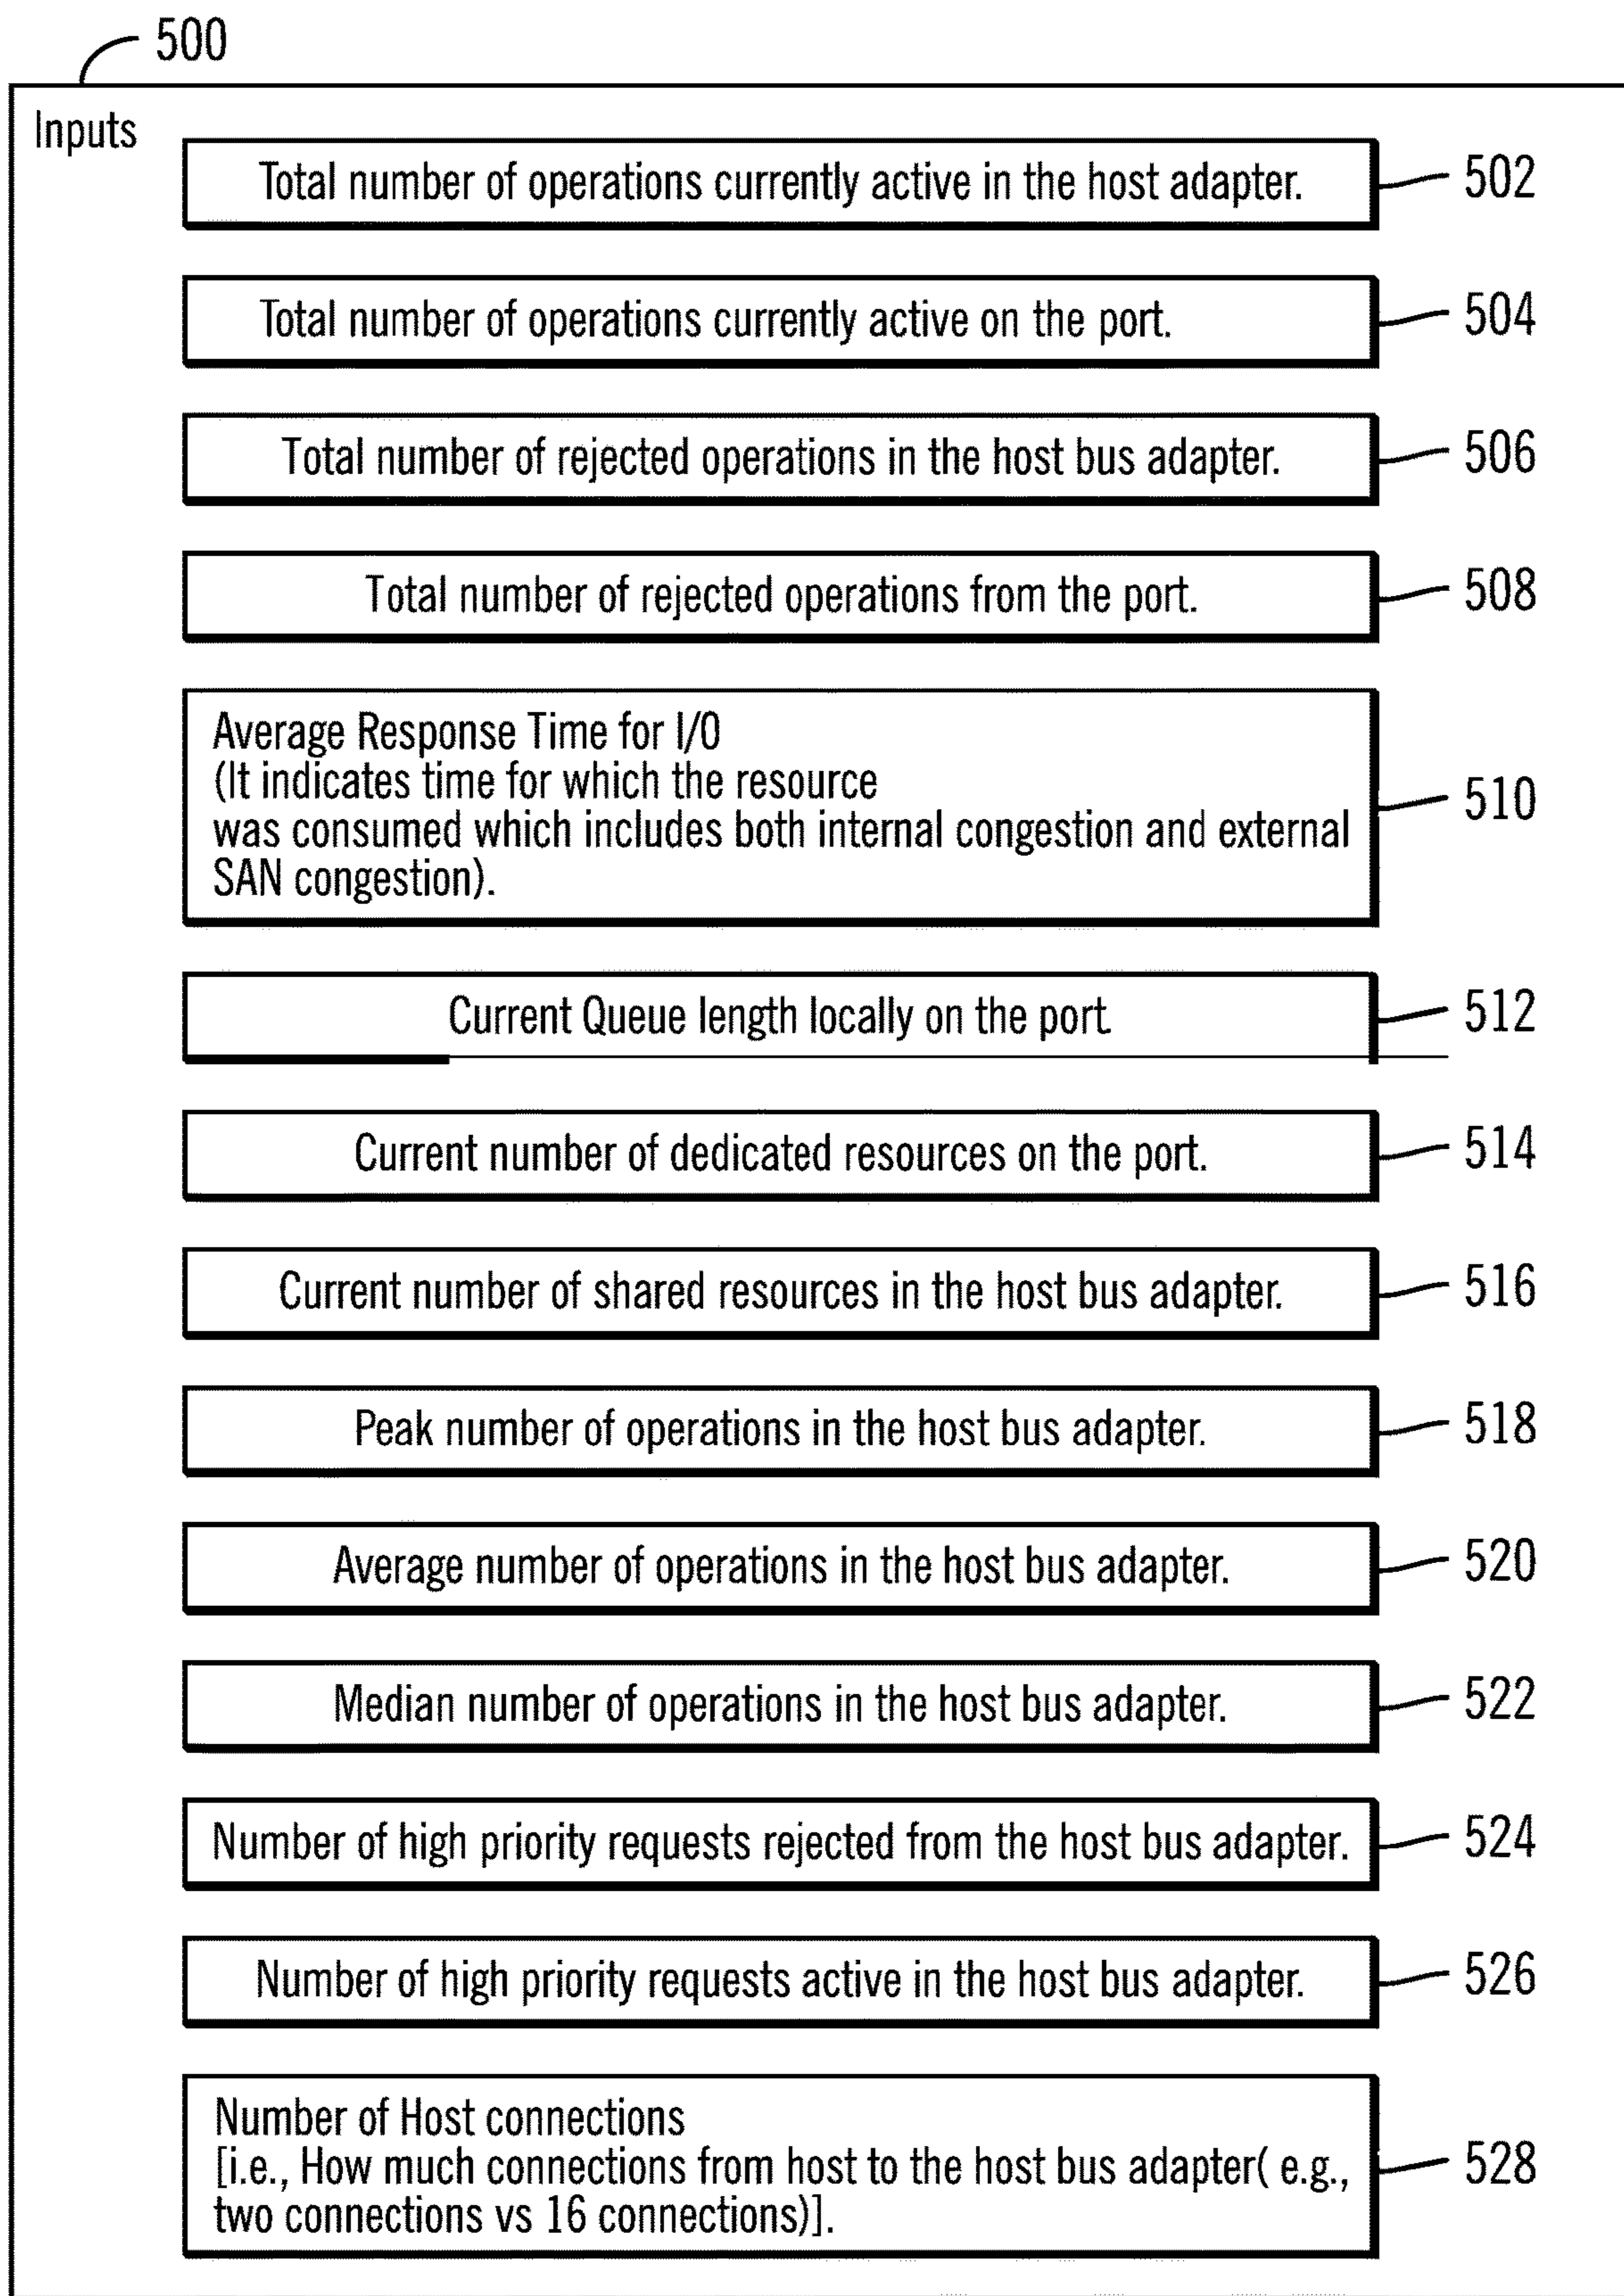 500
Inputs
Total number of operations currently active in the host adapter.
502
Total number of operations currently active on the port.
504
Total number of rejected operations in the host bus adapter.
506
Total number of rejected operations from the port.
508
Average Response Time for I/O
(It indicates time for which the resource
was consumed which includes both internal congestion and external
SAN congestion).
510
Current Queue length locally on the port.
512
Current number of dedicated resources on the port.
514
Current number of shared resources in the host bus adapter.
516
Peak number of operations in the host bus adapter.
518
Average number of operations in the host bus adapter.
520
Median number of operations in the host bus adapter.
522
Number of high priority requests rejected from the host bus adapter.
524
Number of high priority requests active in the host bus adapter.
526
Number of Host connections
[i.e., How much connections from host to the host bus adapter( e.g.,
two connections vs 16 connections)].
528